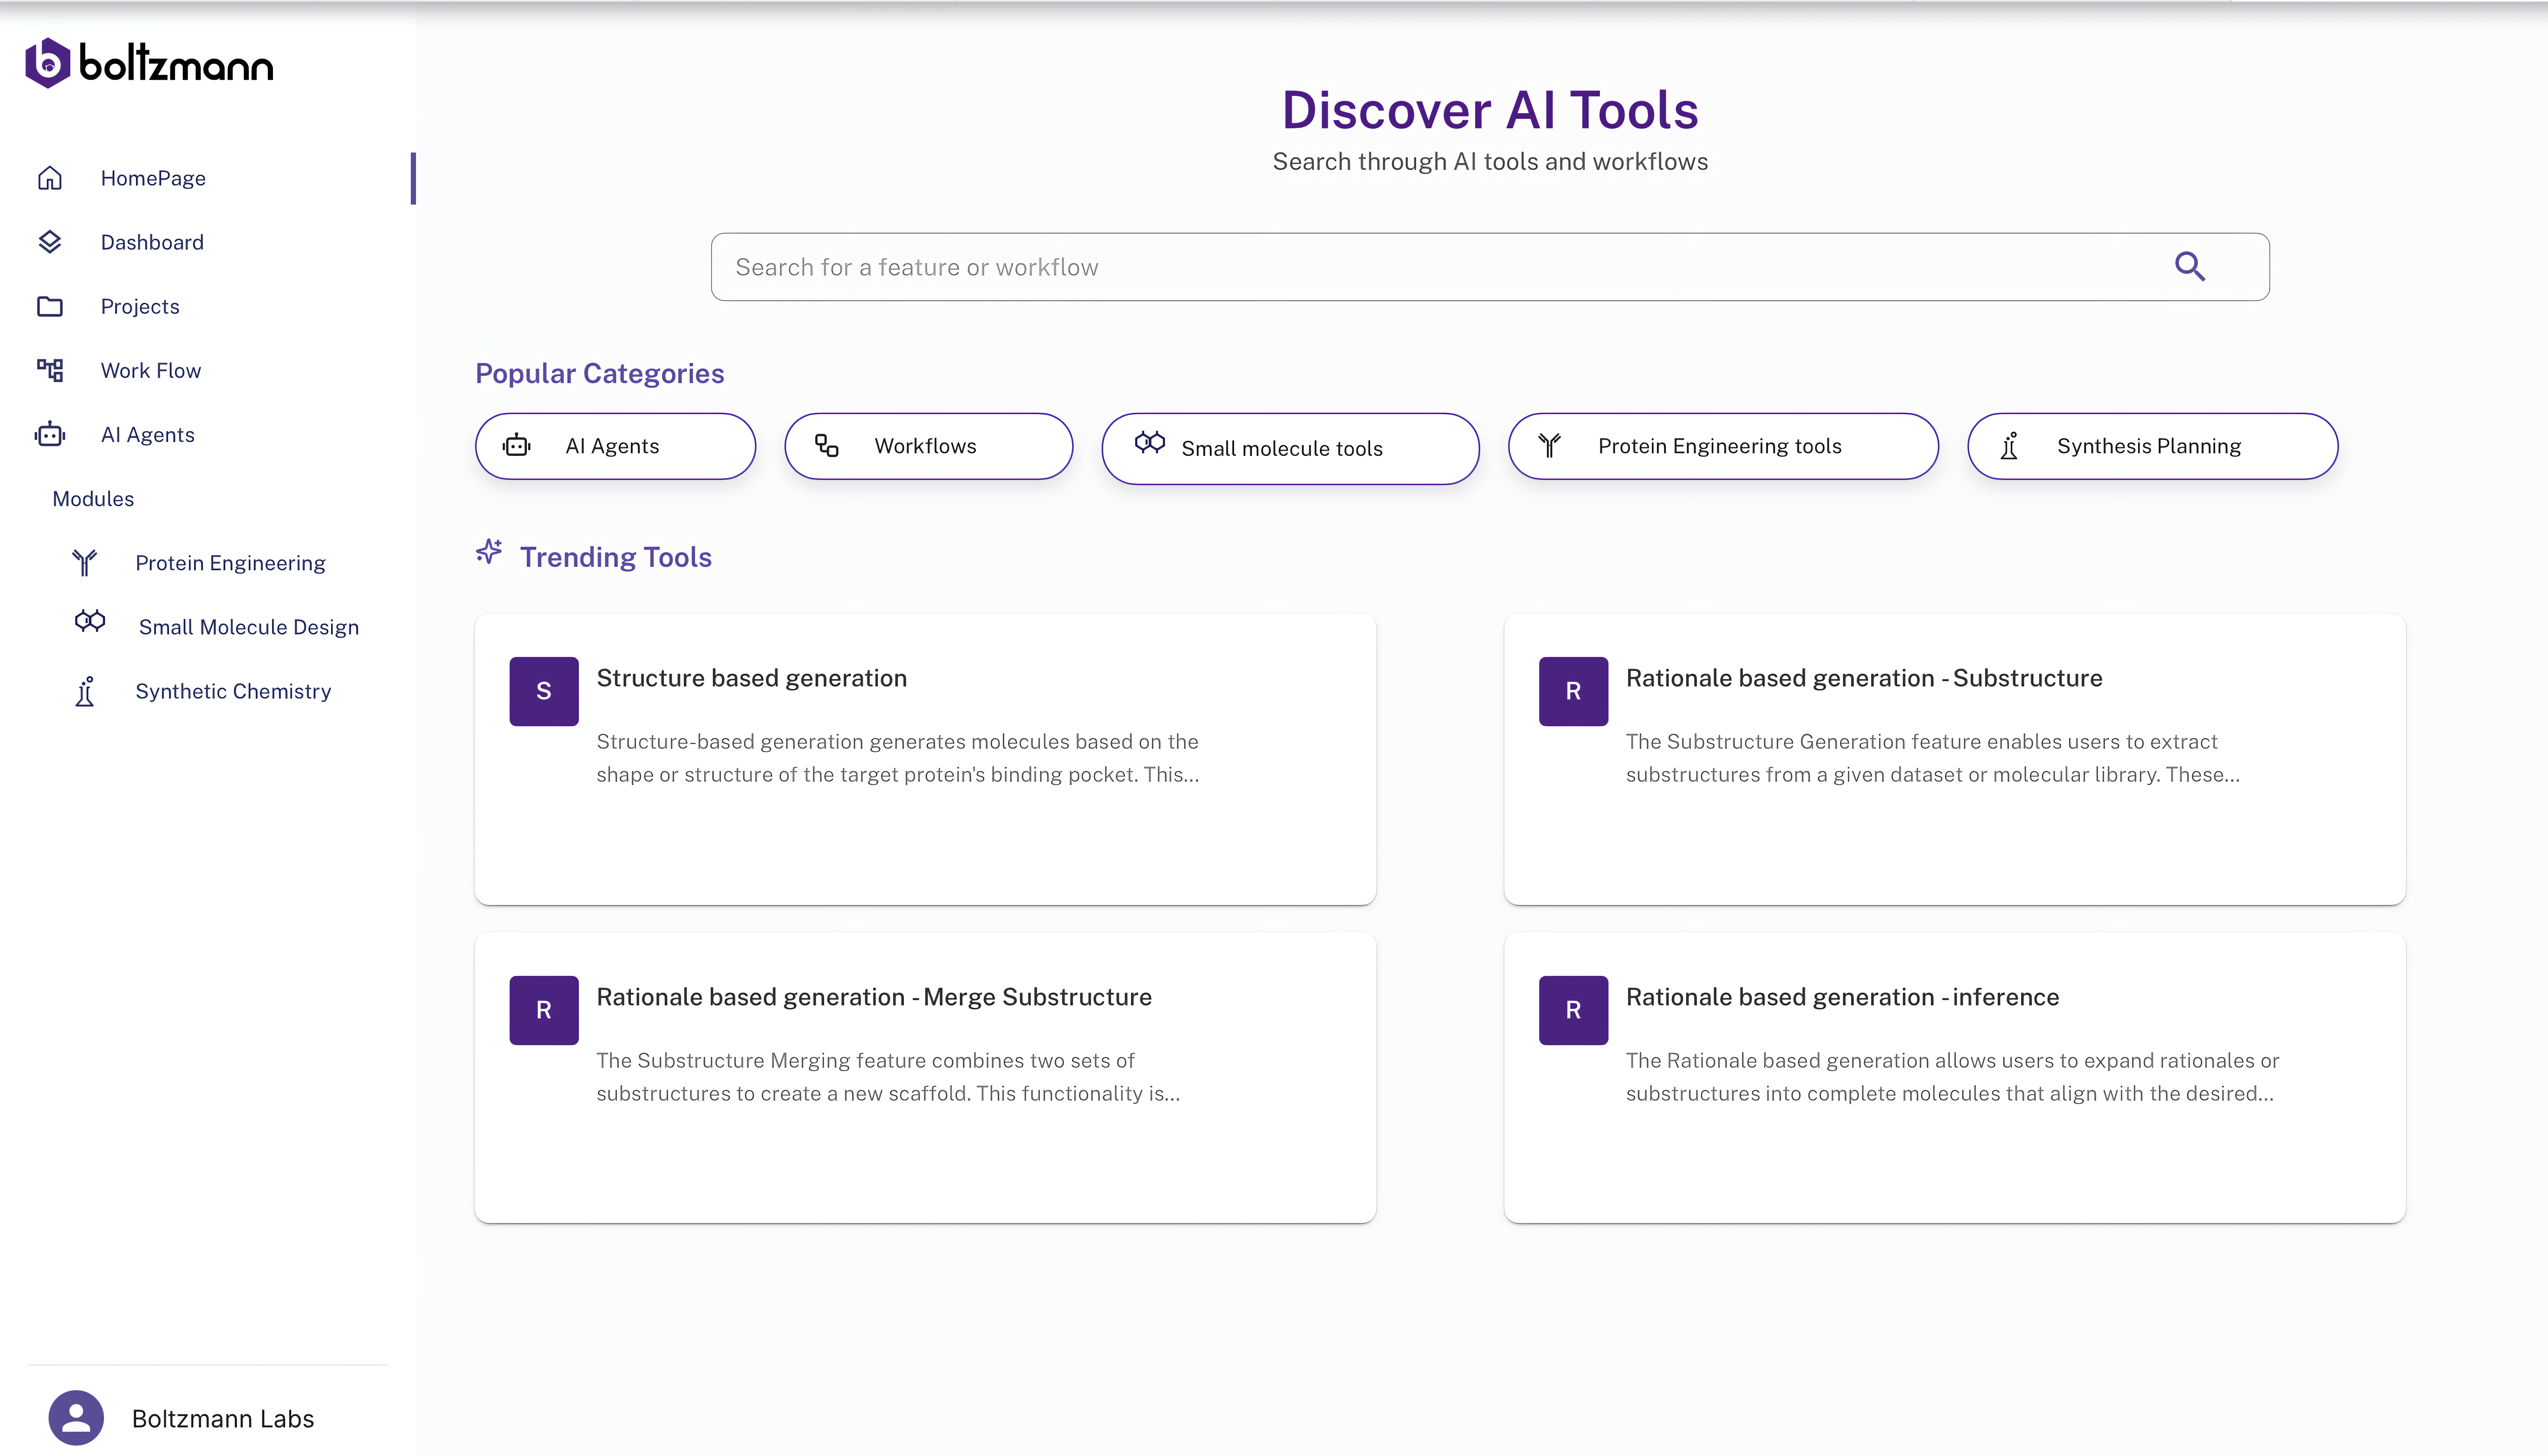 boltzmann
HomePage
Dashboard
Projects
Work Flow
AI Agents
Modules
Protein Engineering
Small Molecule Design
Synthetic Chemistry
Boltzmann Labs
Discover AI Tools
Search through AI tools and workflows
Search for a feature or workflow
Popular Categories
AI Agents
Workflows
Small molecule tools
Protein Engineering tools
Synthesis Planning
Trending Tools
S
Structure based generation
Structure-based generation generates molecules based on the
shape or structure of the target protein's binding pocket. This...
R
Rationale based generation - Substructure
The Substructure Generation feature enables users to extract
substructures from a given dataset or molecular library. These...
R
Rationale based generation - Merge Substructure
The Substructure Merging feature combines two sets of
substructures to create a new scaffold. This functionality is...
R
Rationale based generation - inference
The Rationale based generation allows users to expand rationales or
substructures into complete molecules that align with the desired...